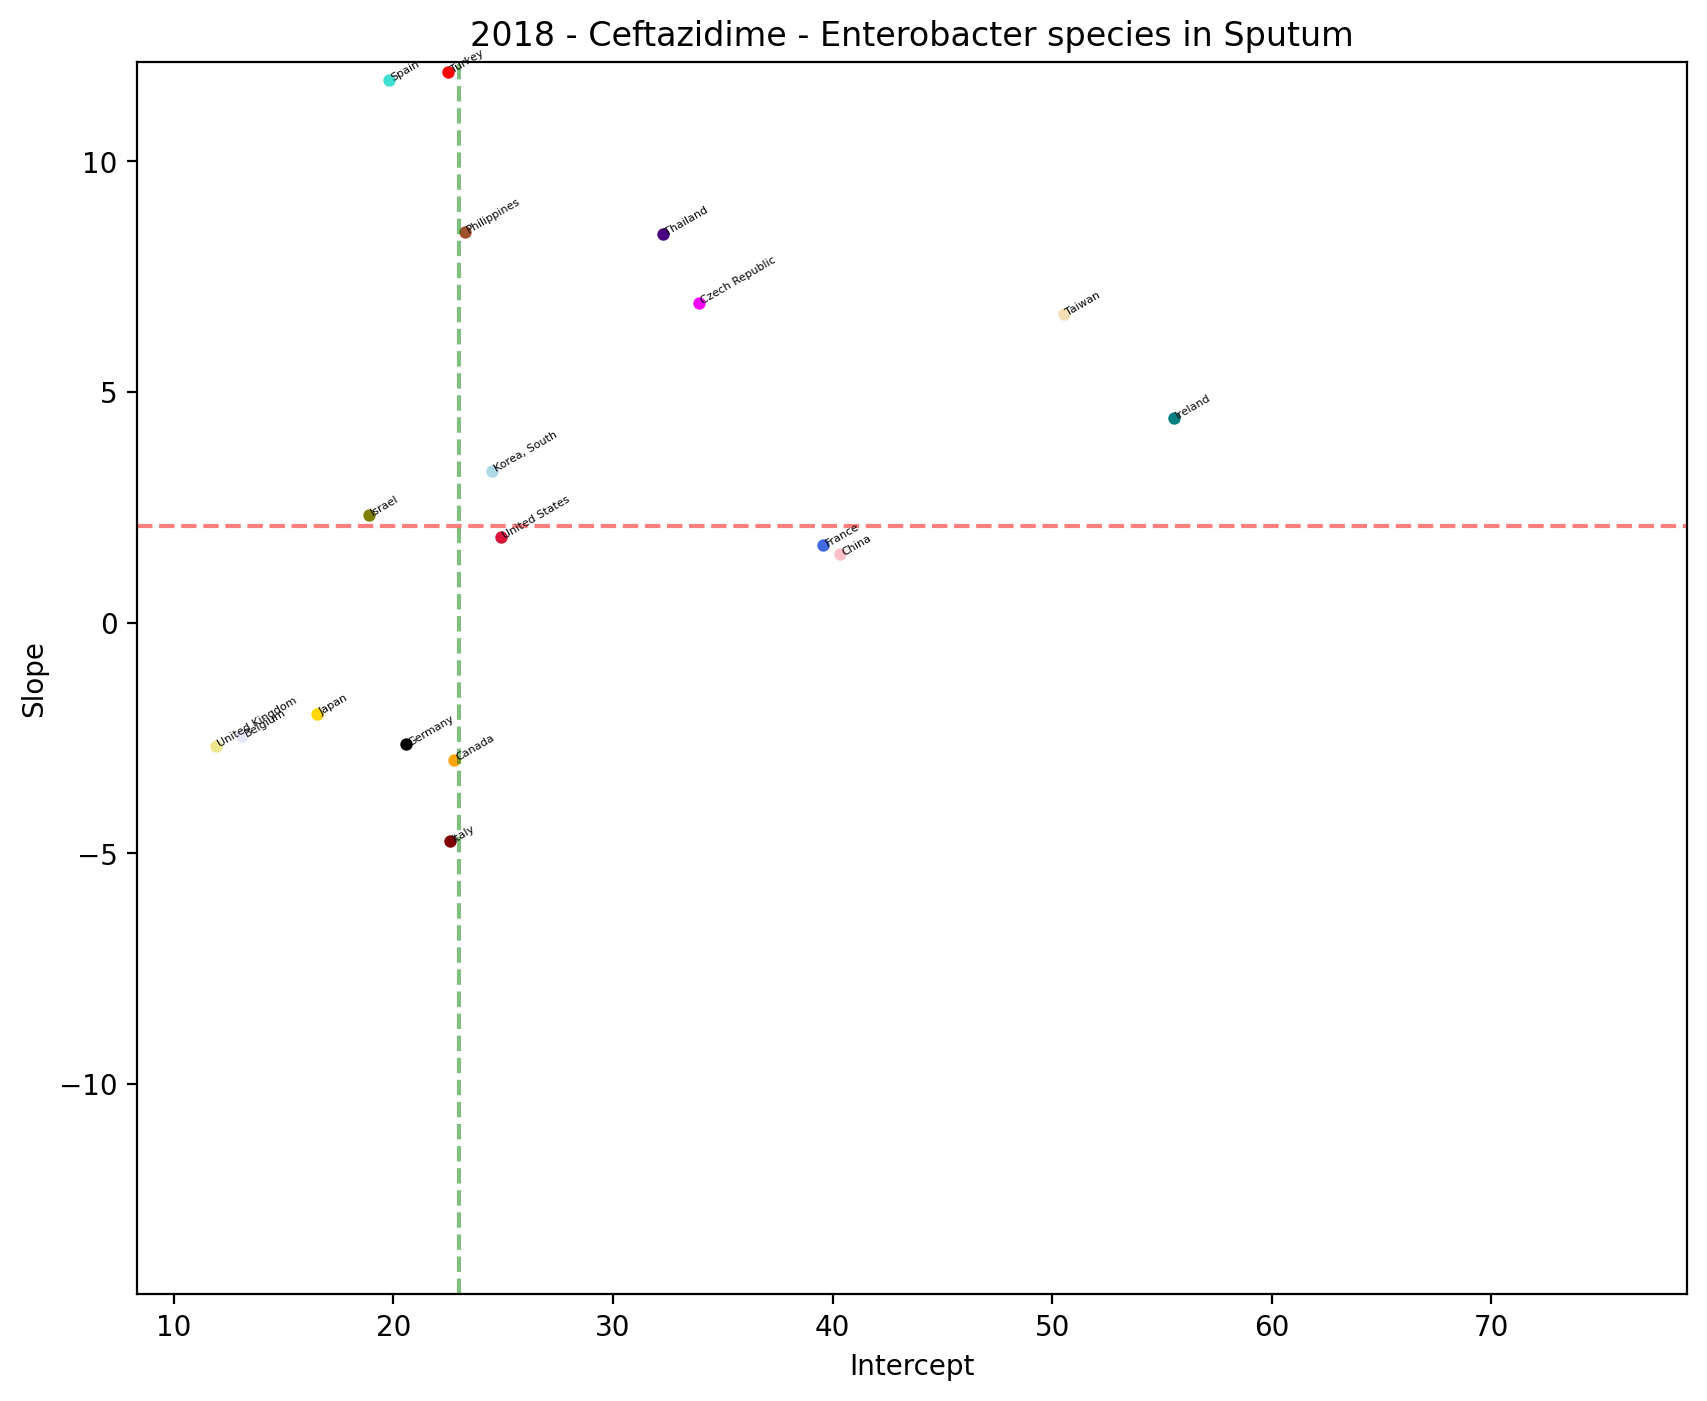 2018 - Ceftazidime - Enterobacter species in Sputum
Spain
Turkey
10
Philippines
Thailand
Czech Republic
Taiwan
5
Ireland
Korea, South
Israel
United States
France
China
0
Slope
United Kingdom
Belgium
Japan
Germany
Canada
−5
Italy
−10
10
20
30
40
50
60
70
Intercept